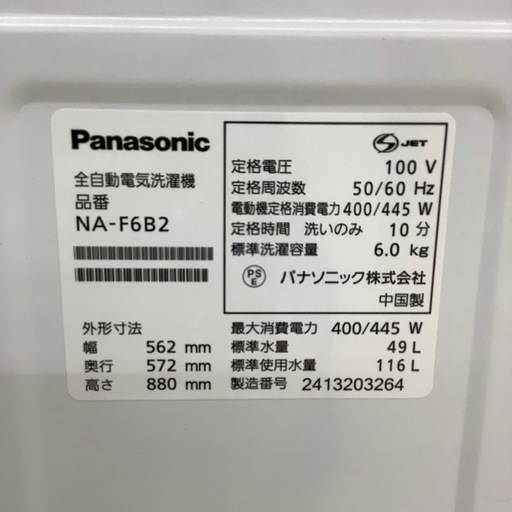 Panasonic
全自動電気洗濯機
品番
NA-F6B2
外形寸法
幅 562 mm
奥行 572 mm
高さ 880 mm
S JET
定格電圧 100 V
定格周波数 50/60 Hz
電動機定格消費電力 400/445 W
定格時間 洗いのみ 10 分
標準洗濯容量 6.0 kg
PSE パナソニック株式会社
中国製
最大消費電力 400/445 W
標準水量 49 L
標準使用水量 116 L
製造番号 2413203264